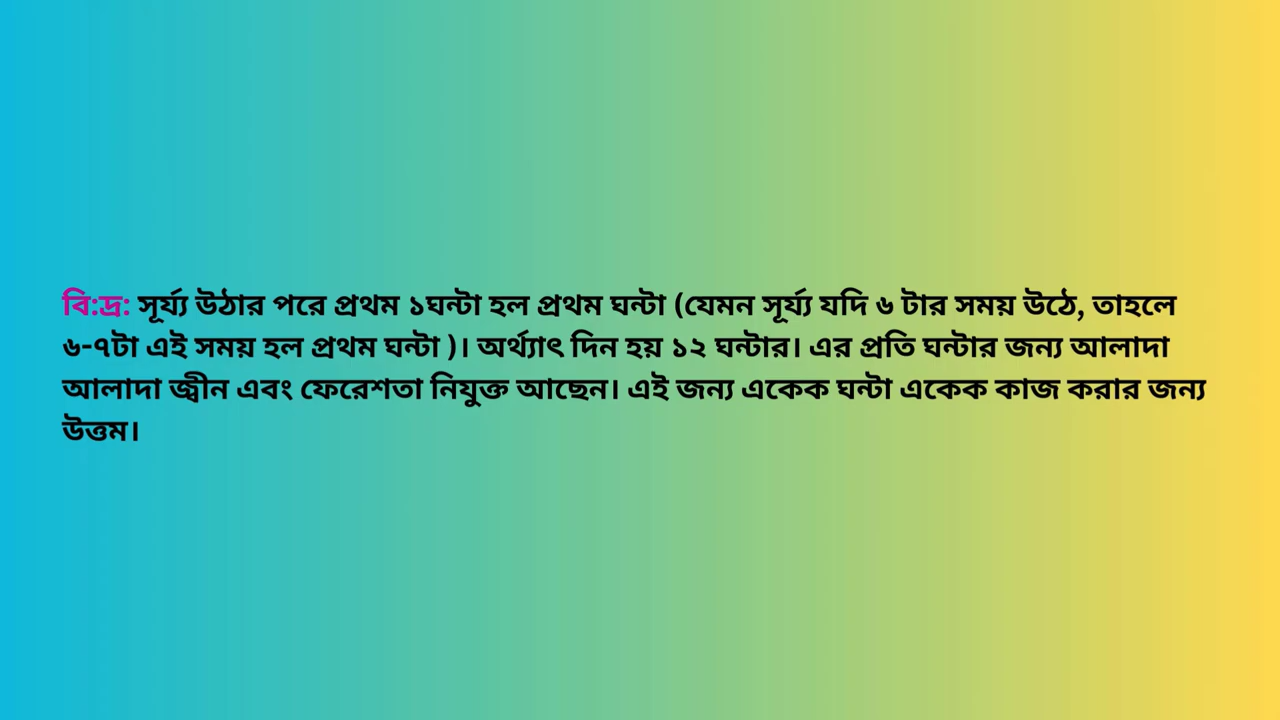 বি:দ্র: সূর্য্য উঠার পরে প্রথম ১ঘন্টা হল প্রথম ঘন্টা (যেমন সূর্য্য যদি ৬ টার সময় উঠে, তাহলে
৬-৭টা এই সময় হল প্রথম ঘন্টা )। অর্থ্যাৎ দিন হয় ১২ ঘন্টার। এর প্রতি ঘন্টার জন্য আলাদা
আলাদা জ্বীন এবং ফেরেশতা নিযুক্ত আছেন। এই জন্য একেক ঘন্টা একেক কাজ করার জন্য
উত্তম।